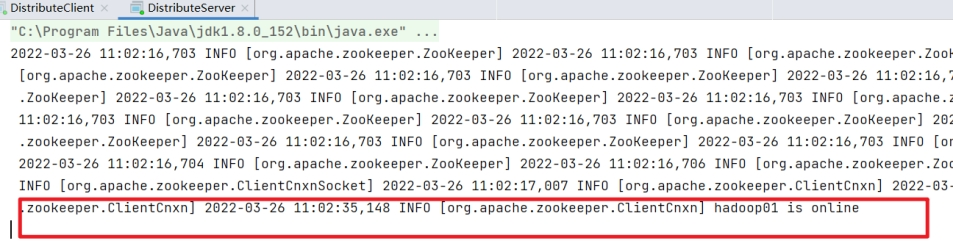 DistributeClient × DistributeServer ×
"C:\Program Files\Java\jdk1.8.0_152\bin\java.exe" ...
2022-03-26 11:02:16,703 INFO [org.apache.zookeeper.ZooKeeper] 2022-03-26 11:02:16,703 INFO [org.apache.zookeeper.Zoo
[org.apache.zookeeper.ZooKeeper] 2022-03-26 11:02:16,703 INFO [org.apache.zookeeper.ZooKeeper] 2022-03-26 11:02:16,7
.ZooKeeper] 2022-03-26 11:02:16,703 INFO [org.apache.zookeeper.ZooKeeper] 2022-03-26 11:02:16,703 INFO [org.apache.z
11:02:16,703 INFO [org.apache.zookeeper.ZooKeeper] 2022-03-26 11:02:16,703 INFO [org.apache.zookeeper.ZooKeeper] 2
.zookeeper.ZooKeeper] 2022-03-26 11:02:16,703 INFO [org.apache.zookeeper.ZooKeeper] 2022-03-26 11:02:16,703 INFO [or
2022-03-26 11:02:16,704 INFO [org.apache.zookeeper.ZooKeeper] 2022-03-26 11:02:16,706 INFO [org.apache.zookeeper.
INFO [org.apache.zookeeper.ClientCnxnSocket] 2022-03-26 11:02:17,007 INFO [org.apache.zookeeper.ClientCnxn] 2022-03-
.zookeeper.ClientCnxn] 2022-03-26 11:02:35,148 INFO [org.apache.zookeeper.ClientCnxn] hadoop01 is online